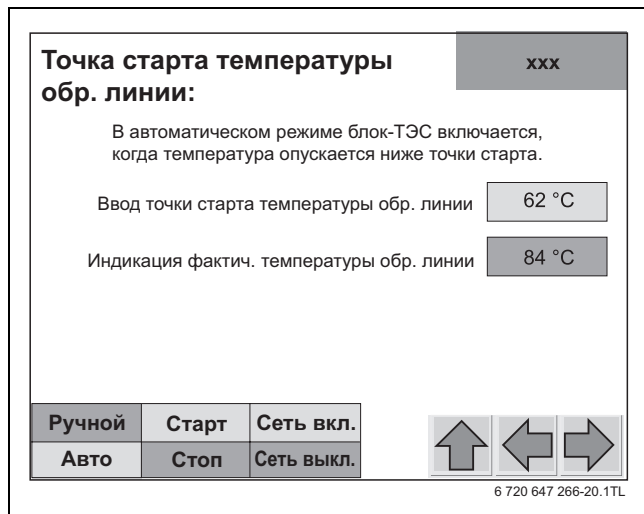 Точка старта температуры
обр. линии:
xxx
В автоматическом режиме блок-ТЭС включается,
когда температура опускается ниже точки старта.
Ввод точки старта температуры обр. линии
62 °C
Индикация фактич. температуры обр. линии
84 °C
Ручной Старт Сеть вкл.
Авто Стоп Сеть выкл.
6 720 647 266-20.1TL